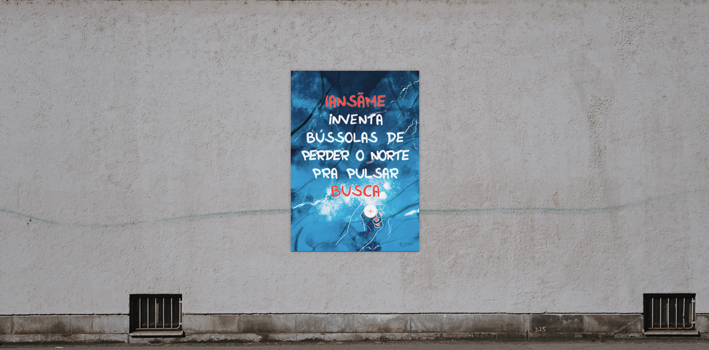 IANSÃME
INVENTA
BÚSSOLAS DE
PERDER O NORTE
PRA PULSAR
BUSCA